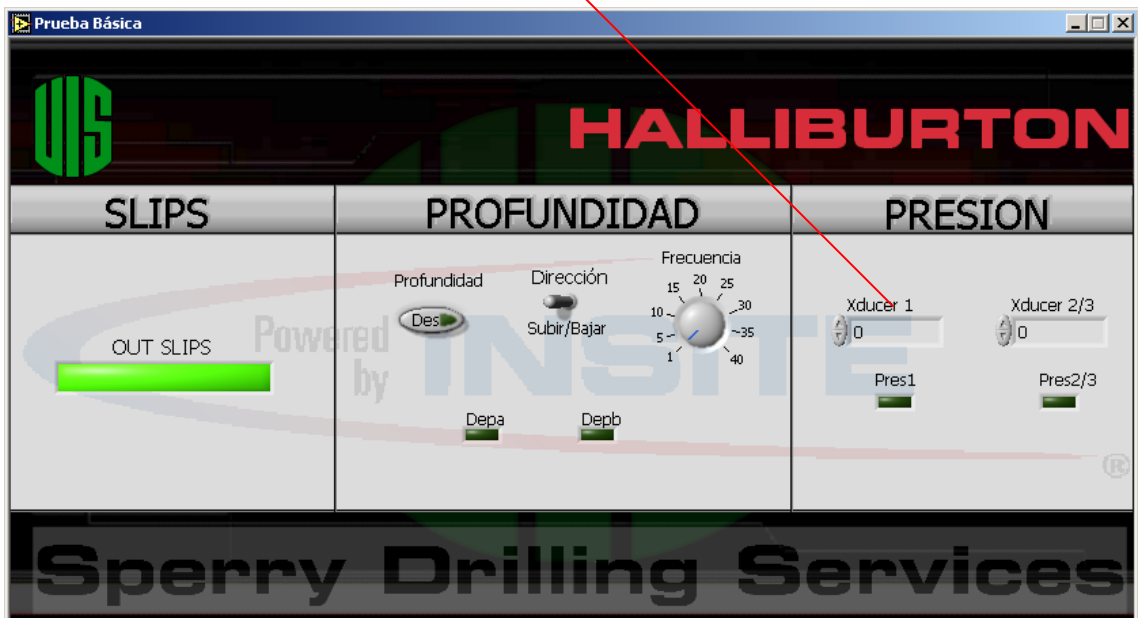 Prueba Básica
UIS
HALLIBURTON
SLIPS
PROFUNDIDAD
PRESION
OUT SLIPS
Profundidad
Des
Dirección
Subir/Bajar
Frecuencia
1 5 10 15 20 25 30 35 40
Depa
Depb
Xducer 1
0
Xducer 2/3
0
Pres1
Pres2/3
Powered
by
INSITE
®
Sperry Drilling Services